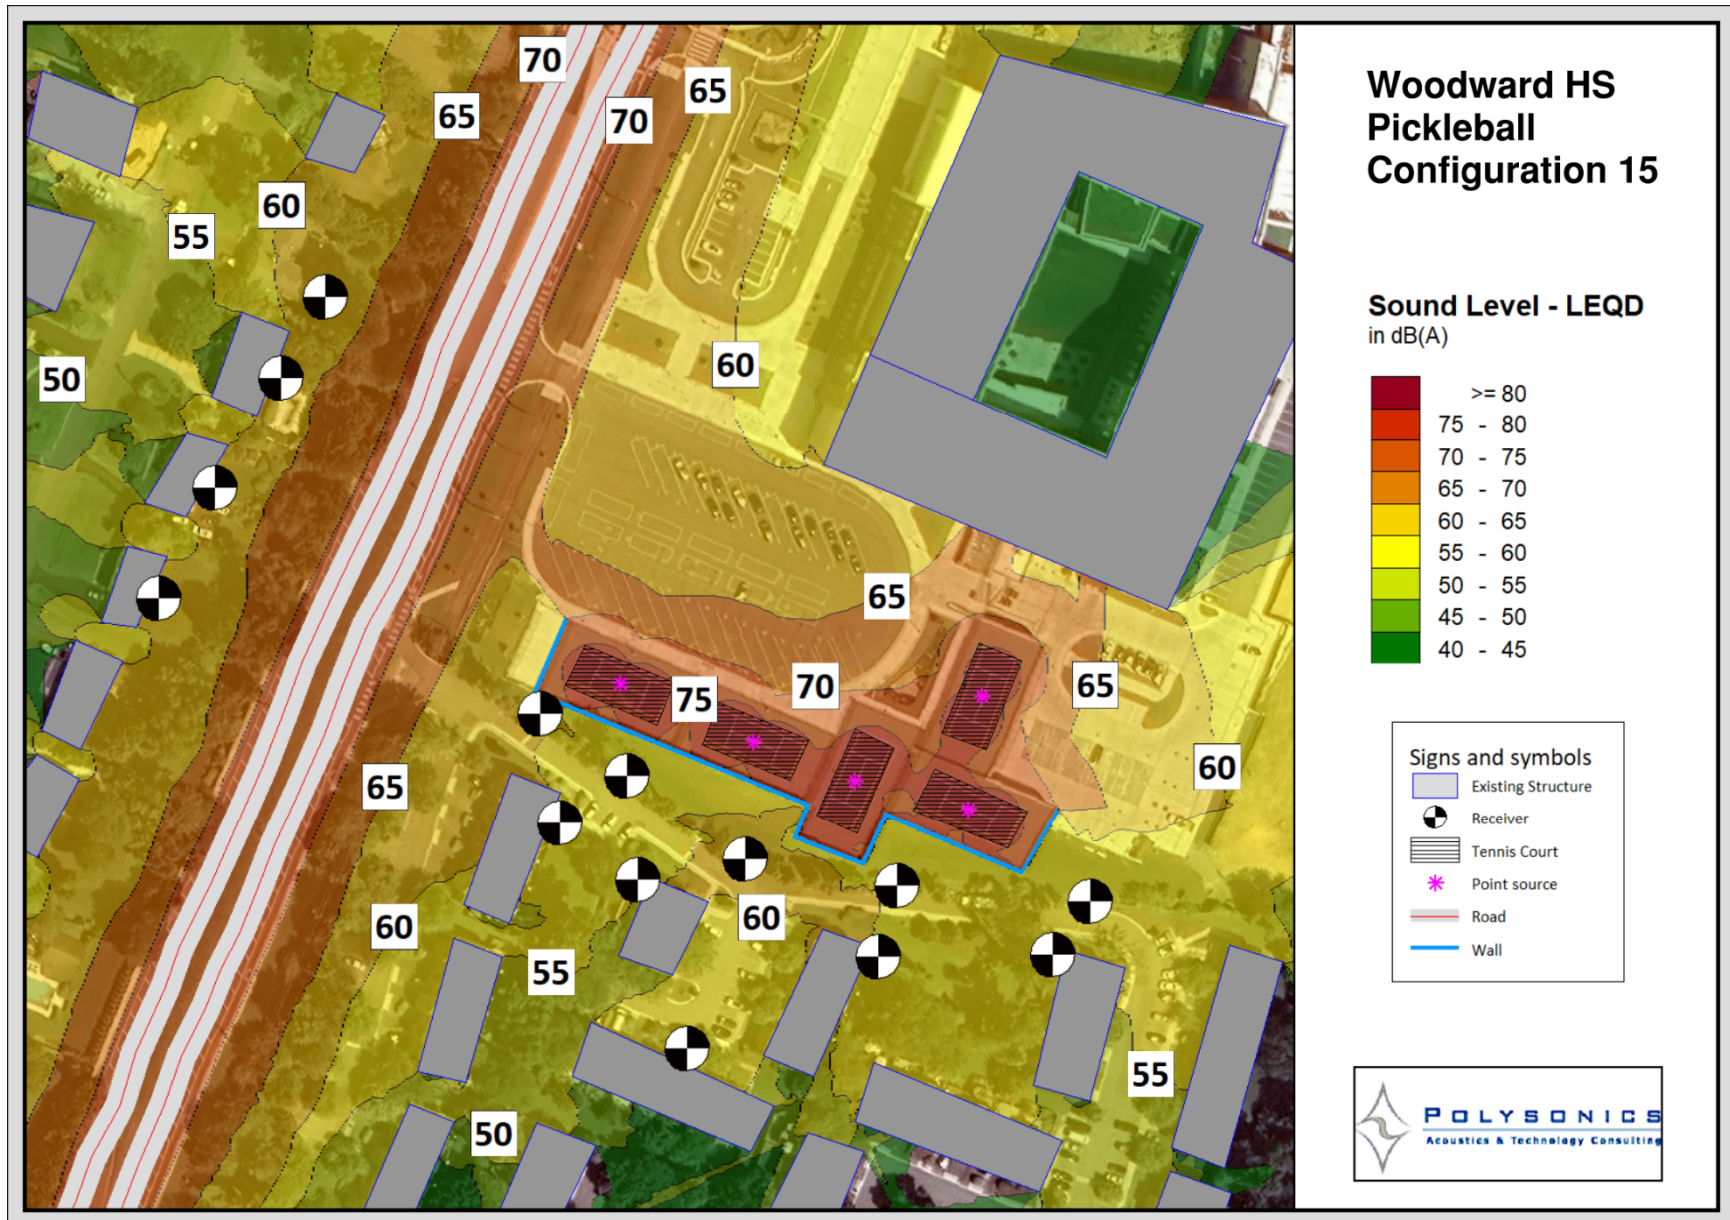 Woodward HS
Pickleball
Configuration 15
Sound Level - LEQD
in dB(A)
>= 80
75 - 80
70 - 75
65 - 70
60 - 65
55 - 60
50 - 55
45 - 50
40 - 45
Signs and symbols
Existing Structure
Receiver
Tennis Court
Point source
Road
Wall
POLYSONICS
Acoustics & Technology Consulting
70
65
65
70
60
55
60
50
65
75
70
65
60
65
60
60
55
55
50